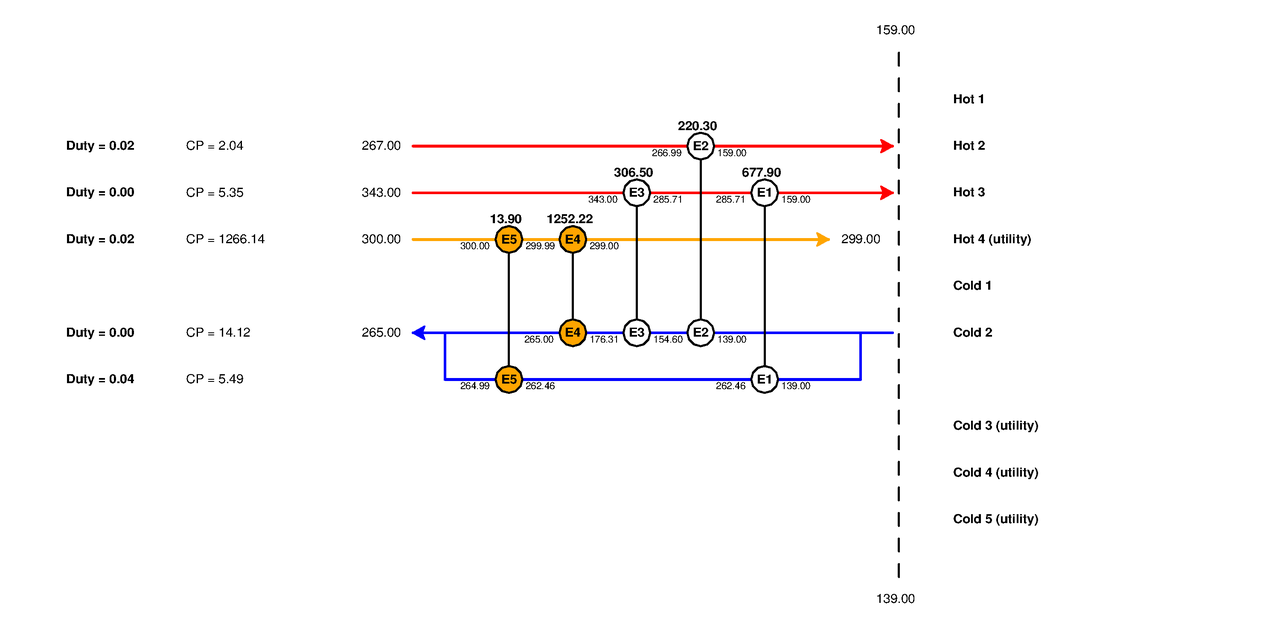 159.00
Hot 1
220.30
Duty = 0.02 CP = 2.04 267.00 E2 Hot 2
266.99 159.00
306.50 677.90
Duty = 0.00 CP = 5.35 343.00 E3 E1 Hot 3
343.00 285.71 285.71 159.00
13.90 1252.22
Duty = 0.02 CP = 1266.14 300.00 E5 E4 299.00 Hot 4 (utility)
300.00 299.99 299.00
Cold 1
Duty = 0.00 CP = 14.12 265.00 E4 E3 E2 Cold 2
265.00 176.31 154.60 139.00
Duty = 0.04 CP = 5.49 E5 E1
264.99 262.46 262.46 139.00
Cold 3 (utility)
Cold 4 (utility)
Cold 5 (utility)
139.00